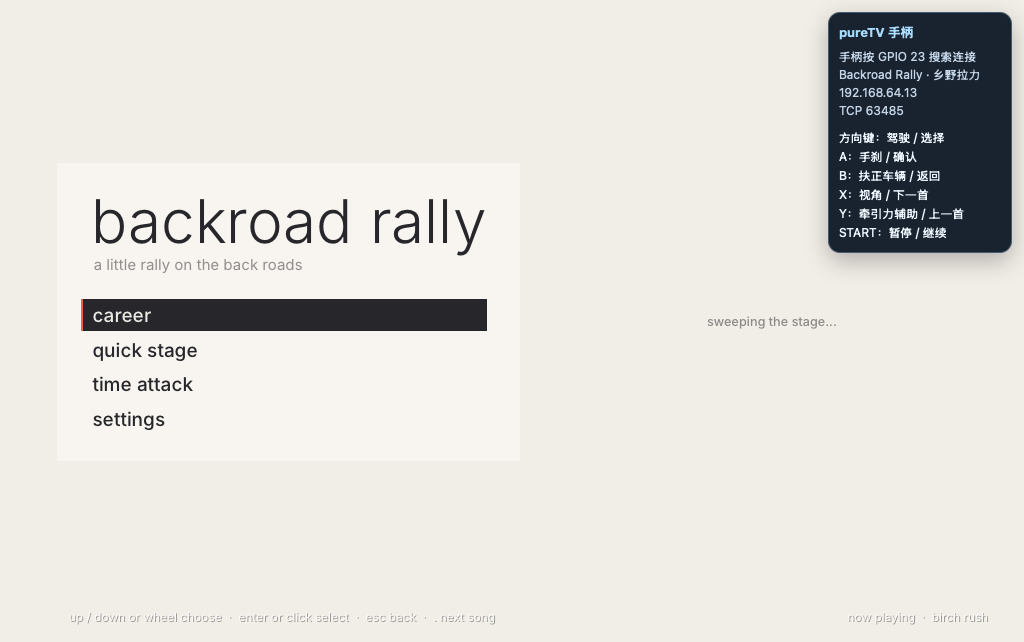 backroad rally
a little rally on the back roads
career
quick stage
time attack
settings
sweeping the stage...
pureTV 手柄
手柄按 GPIO 23 搜索连接
Backroad Rally · 乡野拉力
192.168.64.13
TCP 63485
方向键：驾驶 / 选择
A：手刹 / 确认
B：扶正车辆 / 返回
X：视角 / 下一首
Y：牵引力辅助 / 上一首
START：暂停 / 继续
up / down or wheel choose · enter or click select · esc back · . next song
now playing · birch rush